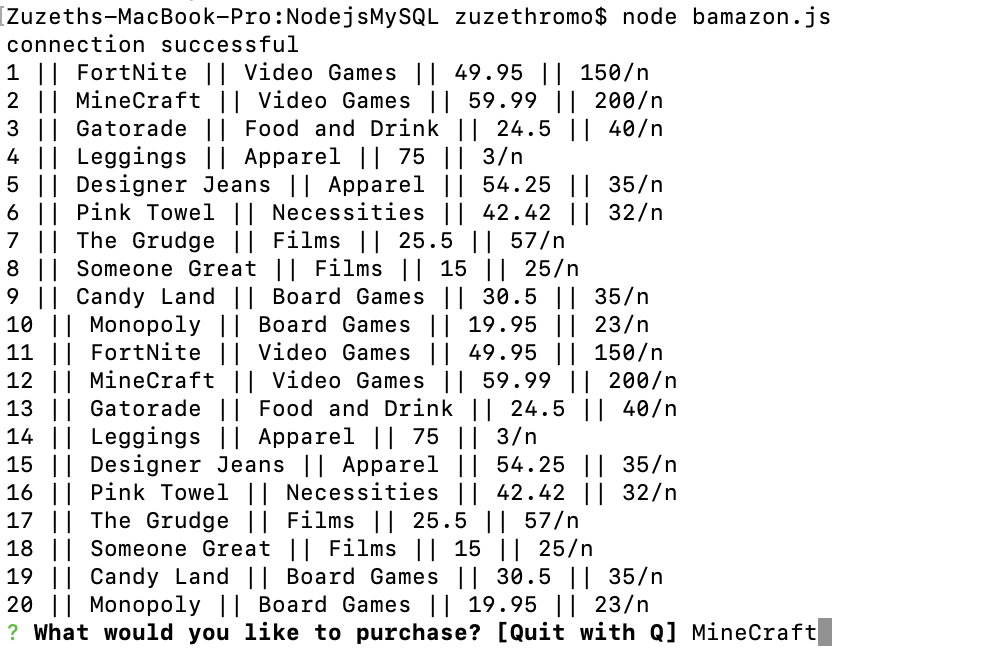 [Zuzeths-MacBook-Pro:NodejsMySQL zuzethromo$ node bamazon.js
connection successful
1 || FortNite || Video Games || 49.95 || 150/n
2 || MineCraft || Video Games || 59.99 || 200/n
3 || Gatorade || Food and Drink || 24.5 || 40/n
4 || Leggings || Apparel || 75 || 3/n
5 || Designer Jeans || Apparel || 54.25 || 35/n
6 || Pink Towel || Necessities || 42.42 || 32/n
7 || The Grudge || Films || 25.5 || 57/n
8 || Someone Great || Films || 15 || 25/n
9 || Candy Land || Board Games || 30.5 || 35/n
10 || Monopoly || Board Games || 19.95 || 23/n
11 || FortNite || Video Games || 49.95 || 150/n
12 || MineCraft || Video Games || 59.99 || 200/n
13 || Gatorade || Food and Drink || 24.5 || 40/n
14 || Leggings || Apparel || 75 || 3/n
15 || Designer Jeans || Apparel || 54.25 || 35/n
16 || Pink Towel || Necessities || 42.42 || 32/n
17 || The Grudge || Films || 25.5 || 57/n
18 || Someone Great || Films || 15 || 25/n
19 || Candy Land || Board Games || 30.5 || 35/n
20 || Monopoly || Board Games || 19.95 || 23/n
? What would you like to purchase? [Quit with Q] MineCraft